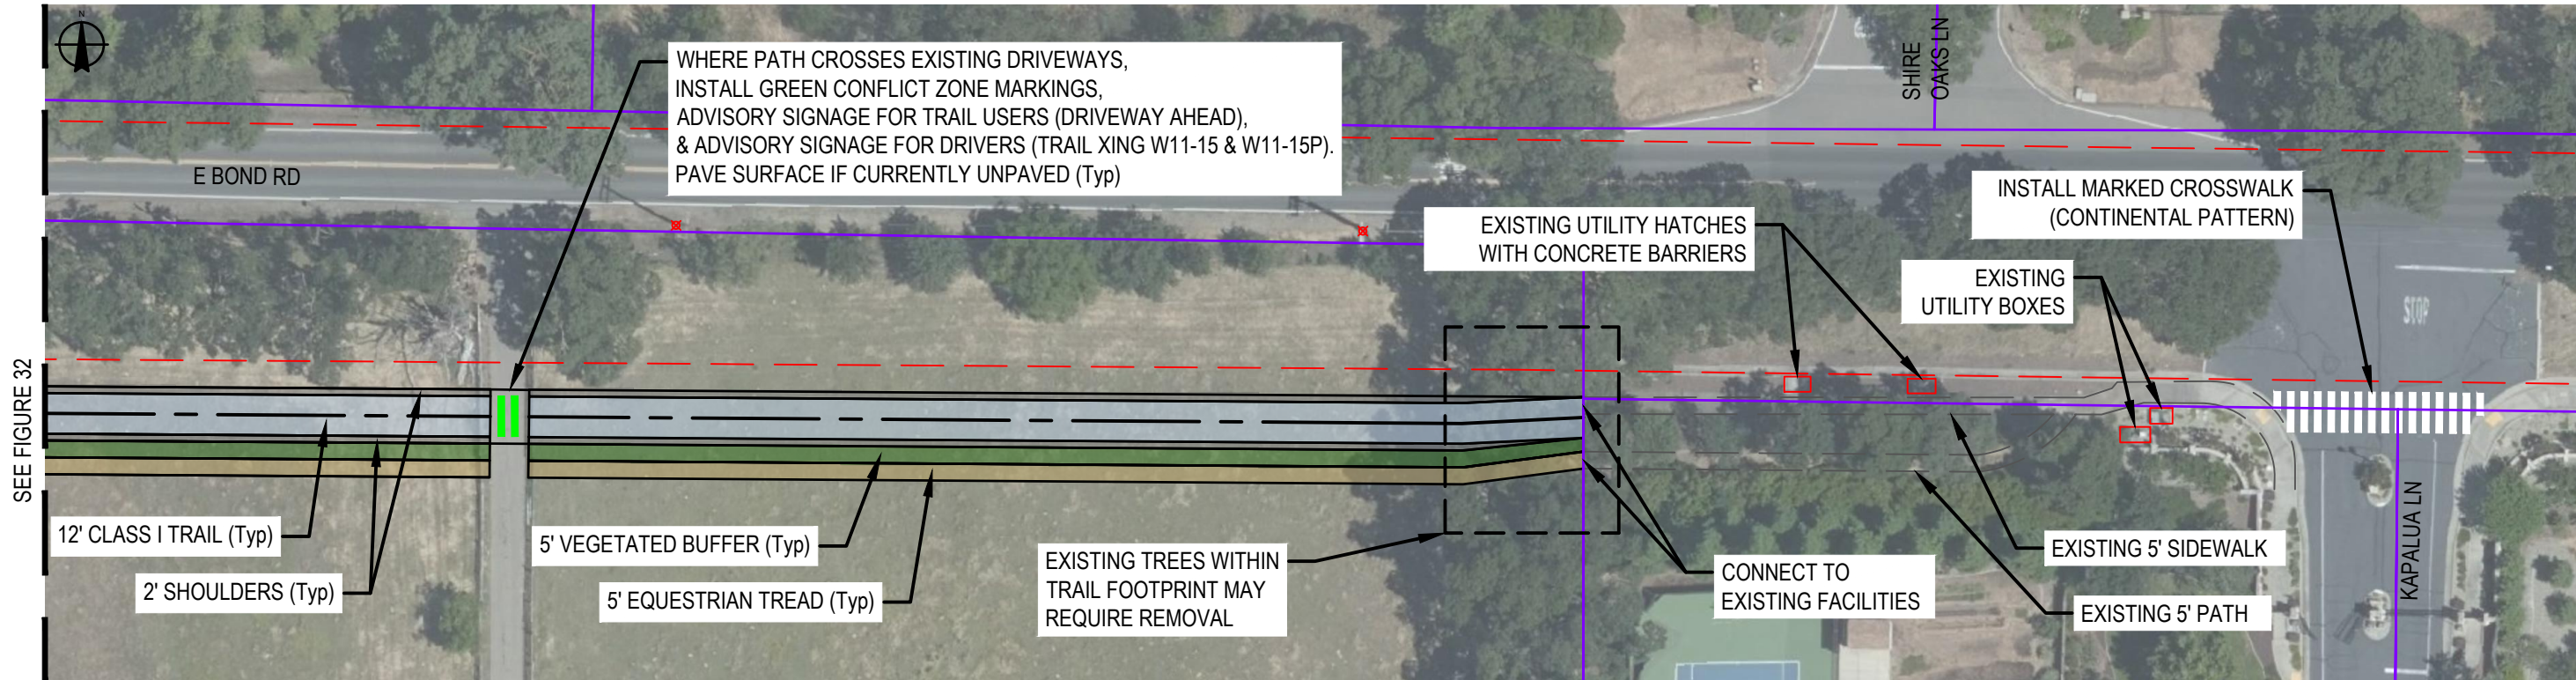 N
WHERE PATH CROSSES EXISTING DRIVEWAYS,
INSTALL GREEN CONFLICT ZONE MARKINGS,
ADVISORY SIGNAGE FOR TRAIL USERS (DRIVEWAY AHEAD),
& ADVISORY SIGNAGE FOR DRIVERS (TRAIL XING W11-15 & W11-15P).
PAVE SURFACE IF CURRENTLY UNPAVED (Typ)
SHIRE
OAKS LN
E BOND RD
INSTALL MARKED CROSSWALK
(CONTINENTAL PATTERN)
EXISTING UTILITY HATCHES
WITH CONCRETE BARRIERS
EXISTING
UTILITY BOXES
STOP
SEE FIGURE 32
12' CLASS I TRAIL (Typ)
2' SHOULDERS (Typ)
5' VEGETATED BUFFER (Typ)
5' EQUESTRIAN TREAD (Typ)
EXISTING TREES WITHIN
TRAIL FOOTPRINT MAY
REQUIRE REMOVAL
CONNECT TO
EXISTING FACILITIES
EXISTING 5' SIDEWALK
EXISTING 5' PATH
KAPALUA LN